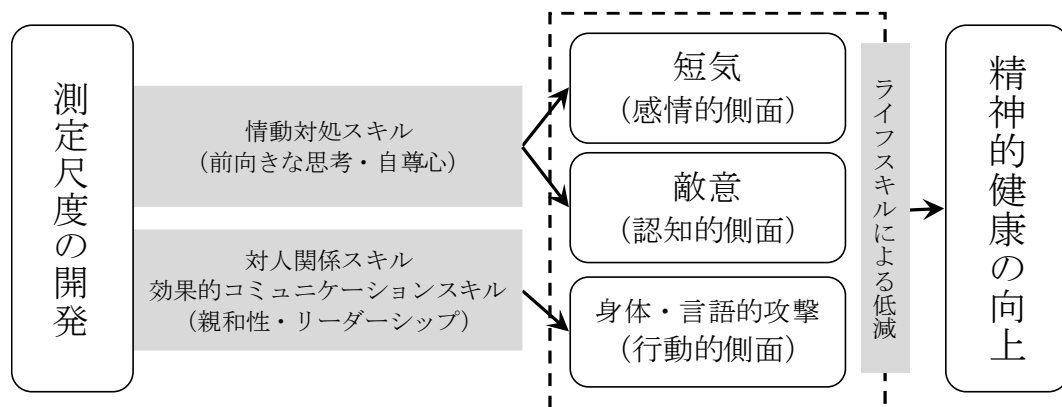 測定尺度の開発
情動対処スキル
（前向きな思考・自尊心）
対人関係スキル
効果的コミュニケーションスキル
（親和性・リーダーシップ）
短気
（感情的側面）
敵意
（認知的側面）
身体・言語的攻撃
（行動的側面）
ライフスキルによる低減
精神的健康の向上